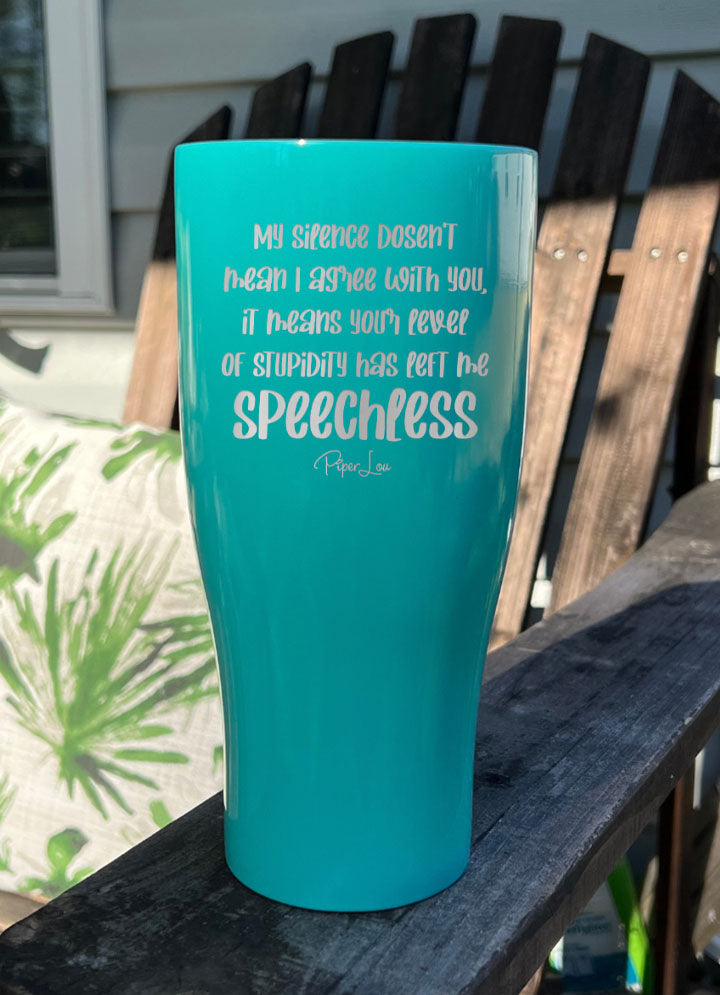 My silence dosen't
mean I agree with you,
it means your level
of stupidity has left me
speechless
Piper Lou